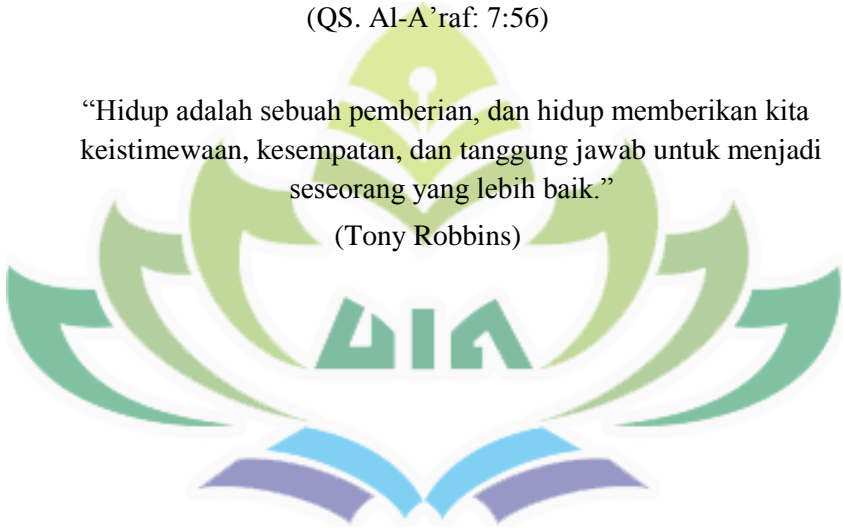 (QS. Al-A’raf: 7:56)
“Hidup adalah sebuah pemberian, dan hidup memberikan kita
keistimewaan, kesempatan, dan tanggung jawab untuk menjadi
seseorang yang lebih baik.”
(Tony Robbins)
UIN